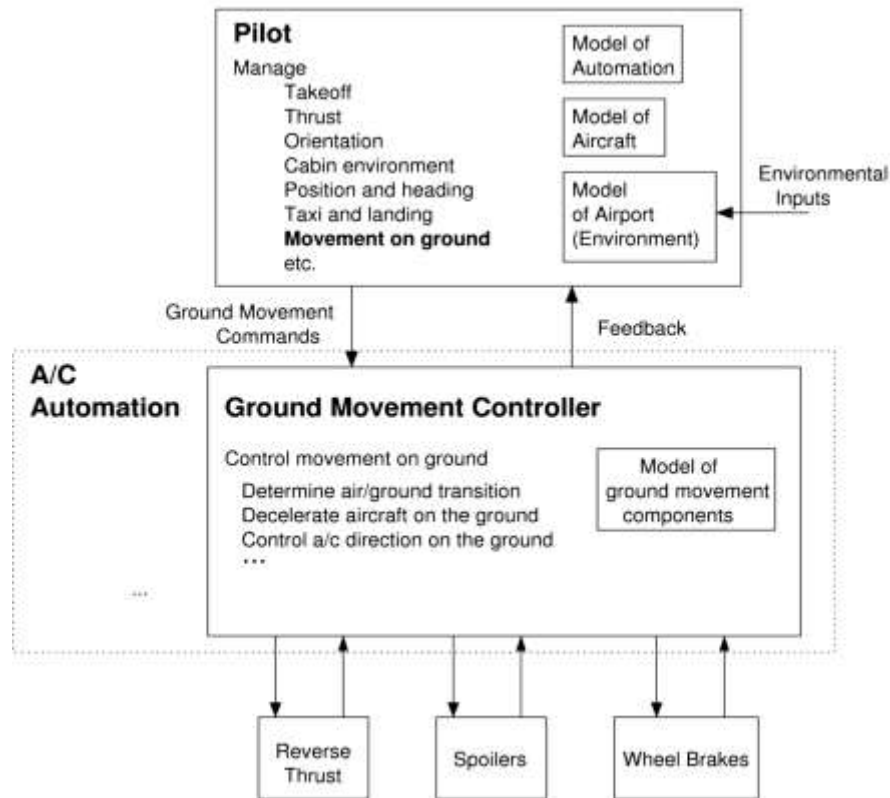 Pilot
Manage
Takeoff
Thrust
Orientation
Cabin environment
Position and heading
Taxi and landing
Movement on ground
etc.
Model of
Automation
Model of
Aircraft
Model
of Airport
(Environment)
Environmental
Inputs
Ground Movement
Commands
Feedback
A/C
Automation
...
Ground Movement Controller
Control movement on ground
Determine air/ground transition
Decelerate aircraft on the ground
Control a/c direction on the ground
...
Model of
ground movement
components
Reverse
Thrust
Spoilers
Wheel Brakes